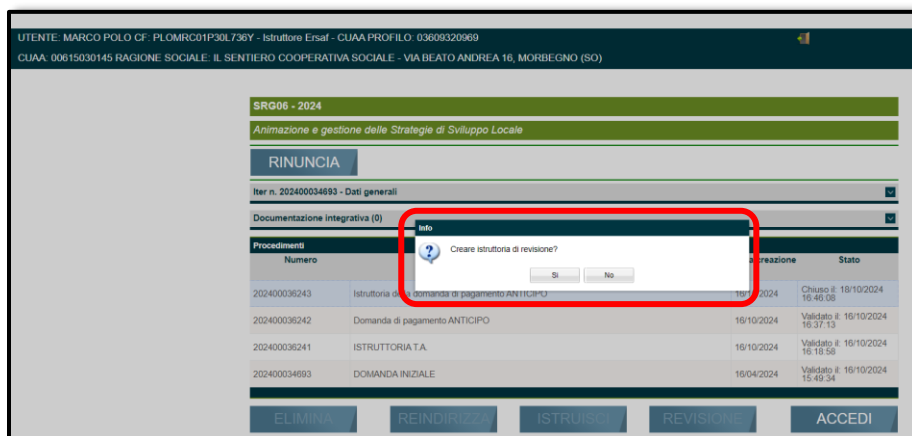 UTENTE: MARCO POLO CF: PLOMRC01P30L736Y - Istruttore Ersaf - CUAA PROFILO: 03609320969
CUAA: 00615030145 RAGIONE SOCIALE: IL SENTIERO COOPERATIVA SOCIALE - VIA BEATO ANDREA 16, MORBEGNO (SO)
SRG06 - 2024
Animazione e gestione delle Strategie di Sviluppo Locale
RINUNCIA
Iter n. 202400034693 - Dati generali
Documentazione integrativa (0)
Info
Creare istruttoria di revisione?
Si No
Procedimenti
Numero creazione Stato
202400036243 Istruttoria della domanda di pagamento ANTICIPO 2024 Chiuso il: 18/10/2024
16:46:08
202400036242 Domanda di pagamento ANTICIPO 16/10/2024 Validato il: 16/10/2024
16:37:13
202400036241 ISTRUTTORIA T.A. 16/10/2024 Validato il: 16/10/2024
16:18:58
202400034693 DOMANDA INIZIALE 16/04/2024 Validato il: 16/10/2024
15:49:34
ELIMINA REINDIRIZZA ISTRUISCI REVISIONE ACCEDI